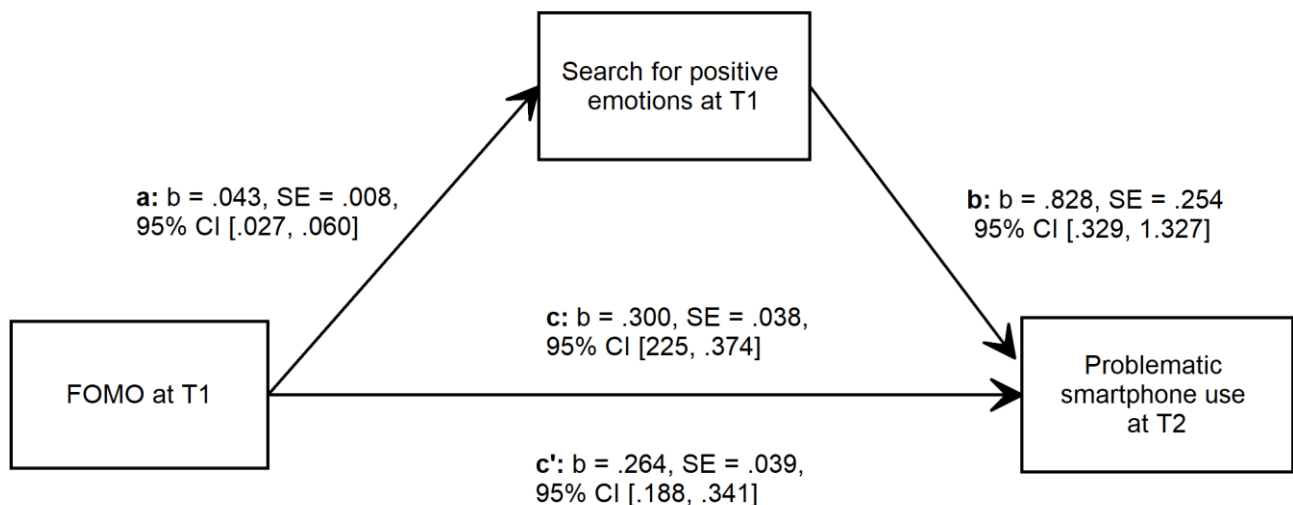 Search for positive
emotions at T1
a: b = .043, SE = .008,
95% CI [.027, .060]
b: b = .828, SE = .254
95% CI [.329, 1.327]
c: b = .300, SE = .038,
95% CI [225, .374]
FOMO at T1
Problematic
smartphone use
at T2
c': b = .264, SE = .039,
95% CI [.188, .341]